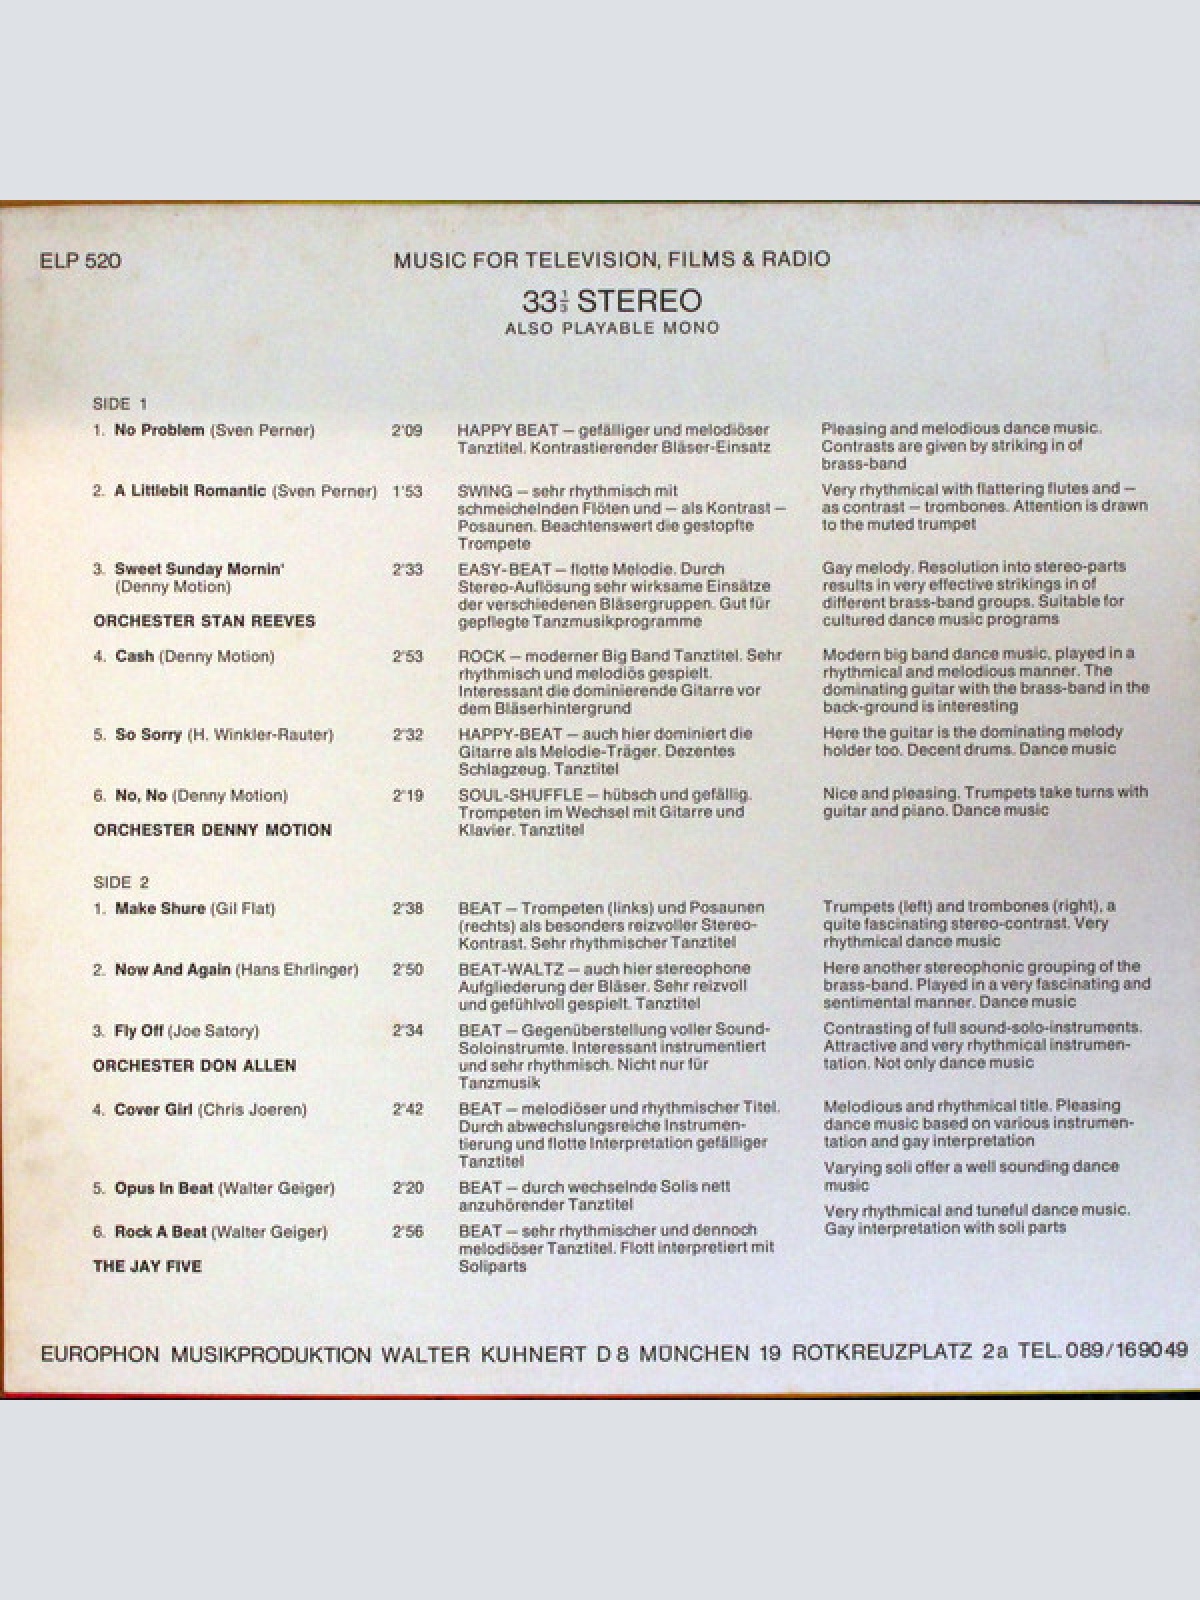 ELP 520
MUSIC FOR TELEVISION, FILMS & RADIO
33⅓ STEREO
ALSO PLAYABLE MONO
SIDE 1
1. No Problem (Sven Perner) 2'09
HAPPY BEAT – gefälliger und melodiöser
Tanztitel. Kontrastierender Bläser-Einsatz
Pleasing and melodious dance music.
Contrasts are given by striking in of
brass-band
2. A Littlebit Romantic (Sven Perner) 1'53
SWING – sehr rhythmisch mit
schmeichelnden Flöten und – als Kontrast –
Posaunen. Beachtenswert die gestopfte
Trompete
Very rhythmical with flattering flutes and –
as contrast – trombones. Attention is drawn
to the muted trumpet
3. Sweet Sunday Mornin' 2'33
(Denny Motion)
ORCHESTER STAN REEVES
EASY-BEAT – flotte Melodie. Durch
Stereo-Auflösung sehr wirksame Einsätze
der verschiedenen Bläsergruppen. Gut für
gepflegte Tanzmusikprogramme
Gay melody. Resolution into stereo-parts
results in very effective strikings in of
different brass-band groups. Suitable for
cultured dance music programs
4. Cash (Denny Motion) 2'53
ROCK – moderner Big Band Tanztitel. Sehr
rhythmisch und melodiös gespielt.
Interessant die dominierende Gitarre vor
dem Bläserhintergrund
Modern big band dance music, played in a
rhythmical and melodious manner. The
dominating guitar with the brass-band in the
back-ground is interesting
5. So Sorry (H. Winkler-Rauter) 2'32
HAPPY-BEAT – auch hier dominiert die
Gitarre als Melodie-Träger. Dezentes
Schlagzeug. Tanztitel
Here the guitar is the dominating melody
holder too. Decent drums. Dance music
6. No, No (Denny Motion) 2'19
ORCHESTER DENNY MOTION
SOUL-SHUFFLE – hübsch und gefällig.
Trompeten im Wechsel mit Gitarre und
Klavier. Tanztitel
Nice and pleasing. Trumpets take turns with
guitar and piano. Dance music
SIDE 2
1. Make Shure (Gil Flat) 2'38
BEAT – Trompeten (links) und Posaunen
(rechts) als besonders reizvoller Stereo-
Kontrast. Sehr rhythmischer Tanztitel
Trumpets (left) and trombones (right), a
quite fascinating stereo-contrast. Very
rhythmical dance music
2. Now And Again (Hans Ehrlinger) 2'50
BEAT-WALTZ – auch hier stereophone
Aufgliederung der Bläser. Sehr reizvoll
und gefühlvoll gespielt. Tanztitel
Here another stereophonic grouping of the
brass-band. Played in a very fascinating and
sentimental manner. Dance music
3. Fly Off (Joe Satory) 2'34
ORCHESTER DON ALLEN
BEAT – Gegenüberstellung voller Sound-
Soloinstrumte. Interessant instrumentiert
und sehr rhythmisch. Nicht nur für
Tanzmusik
Contrasting of full sound-solo-instruments.
Attractive and very rhythmical instrumen-
tation. Not only dance music
4. Cover Girl (Chris Joeren) 2'42
BEAT – melodiöser und rhythmischer Titel.
Durch abwechslungsreiche Instrumen-
tierung und flotte Interpretation gefälliger
Tanztitel
Melodious and rhythmical title. Pleasing
dance music based on various instrumen-
tation and gay interpretation
5. Opus In Beat (Walter Geiger) 2'20
BEAT – durch wechselnde Solis nett
anzuhörender Tanztitel
Varying soli offer a well sounding dance
music
6. Rock A Beat (Walter Geiger) 2'56
THE JAY FIVE
BEAT – sehr rhythmischer und dennoch
melodiöser Tanztitel. Flott interpretiert mit
Soliparts
Very rhythmical and tuneful dance music.
Gay interpretation with soli parts
EUROPHON MUSIKPRODUKTION WALTER KUHNERT D 8 MÜNCHEN 19 ROTKREUZPLATZ 2a TEL. 089/169049